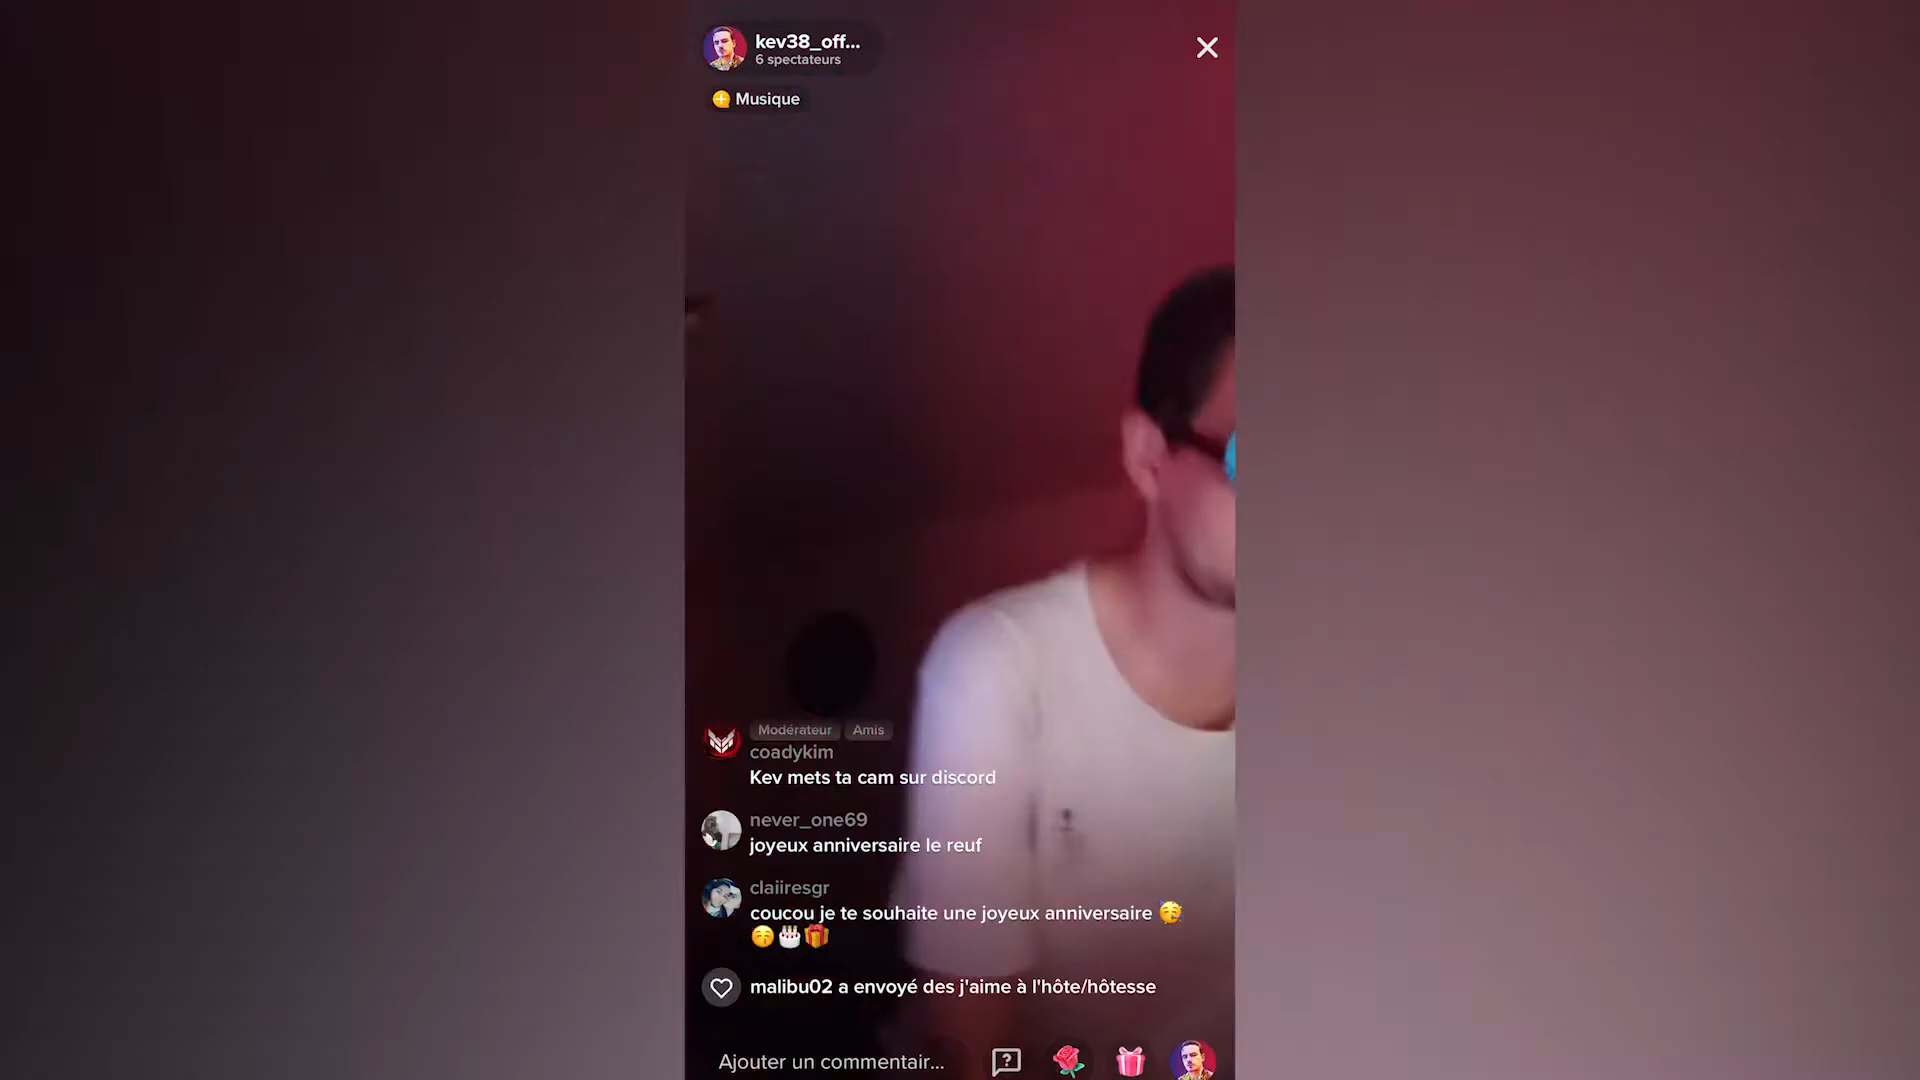 kev38_off...
6 spectateurs
Musique
Modérateur Amis
coadykim
Kev mets ta cam sur discord
never_one69
joyeux anniversaire le reuf
claiiresgr
coucou je te souhaite une joyeux anniversaire 🥳
😚🎂🎁
malibu02 a envoyé des j'aime à l'hôte/hôtesse
Ajouter un commentair...